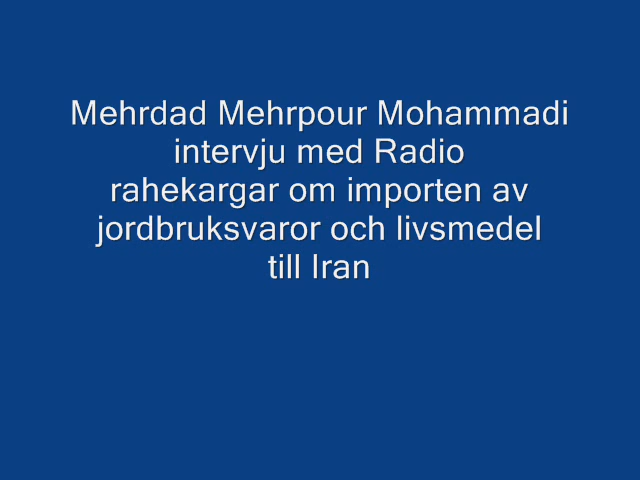 Mehrdad Mehrpour Mohammadi
intervju med Radio
rahekargar om importen av
jordbruksvaror och livsmedel
till Iran